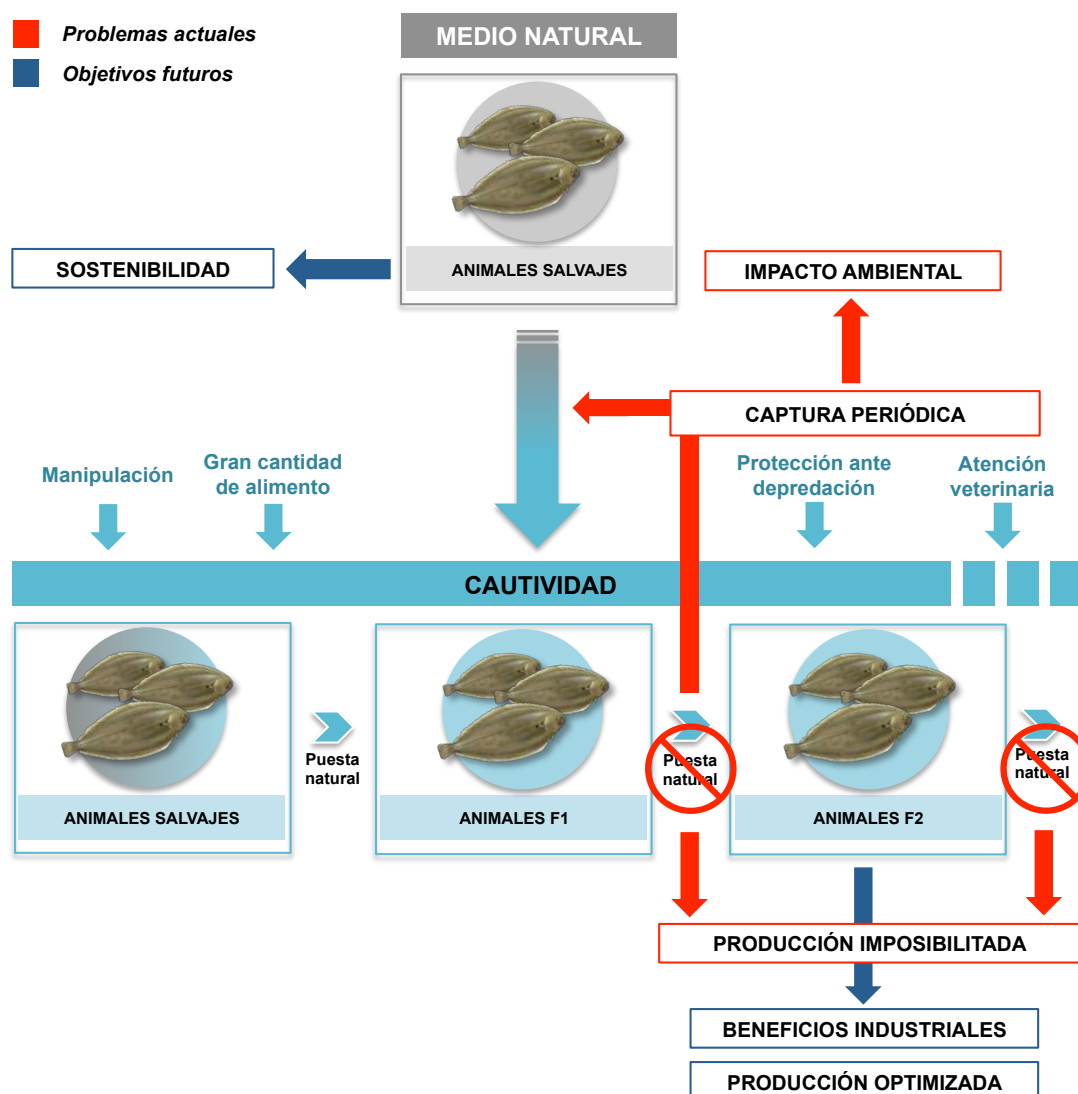 Problemas actuales
Objetivos futuros
MEDIO NATURAL
ANIMALES SALVAJES
SOSTENIBILIDAD
IMPACTO AMBIENTAL
CAPTURA PERIÓDICA
Manipulación
Gran cantidad
de alimento
Protección ante
depredación
Atención
veterinaria
CAUTIVIDAD
ANIMALES SALVAJES
Puesta
natural
ANIMALES F1
Puesta
natural
ANIMALES F2
Puesta
natural
PRODUCCIÓN IMPOSIBILITADA
BENEFICIOS INDUSTRIALES
PRODUCCIÓN OPTIMIZADA